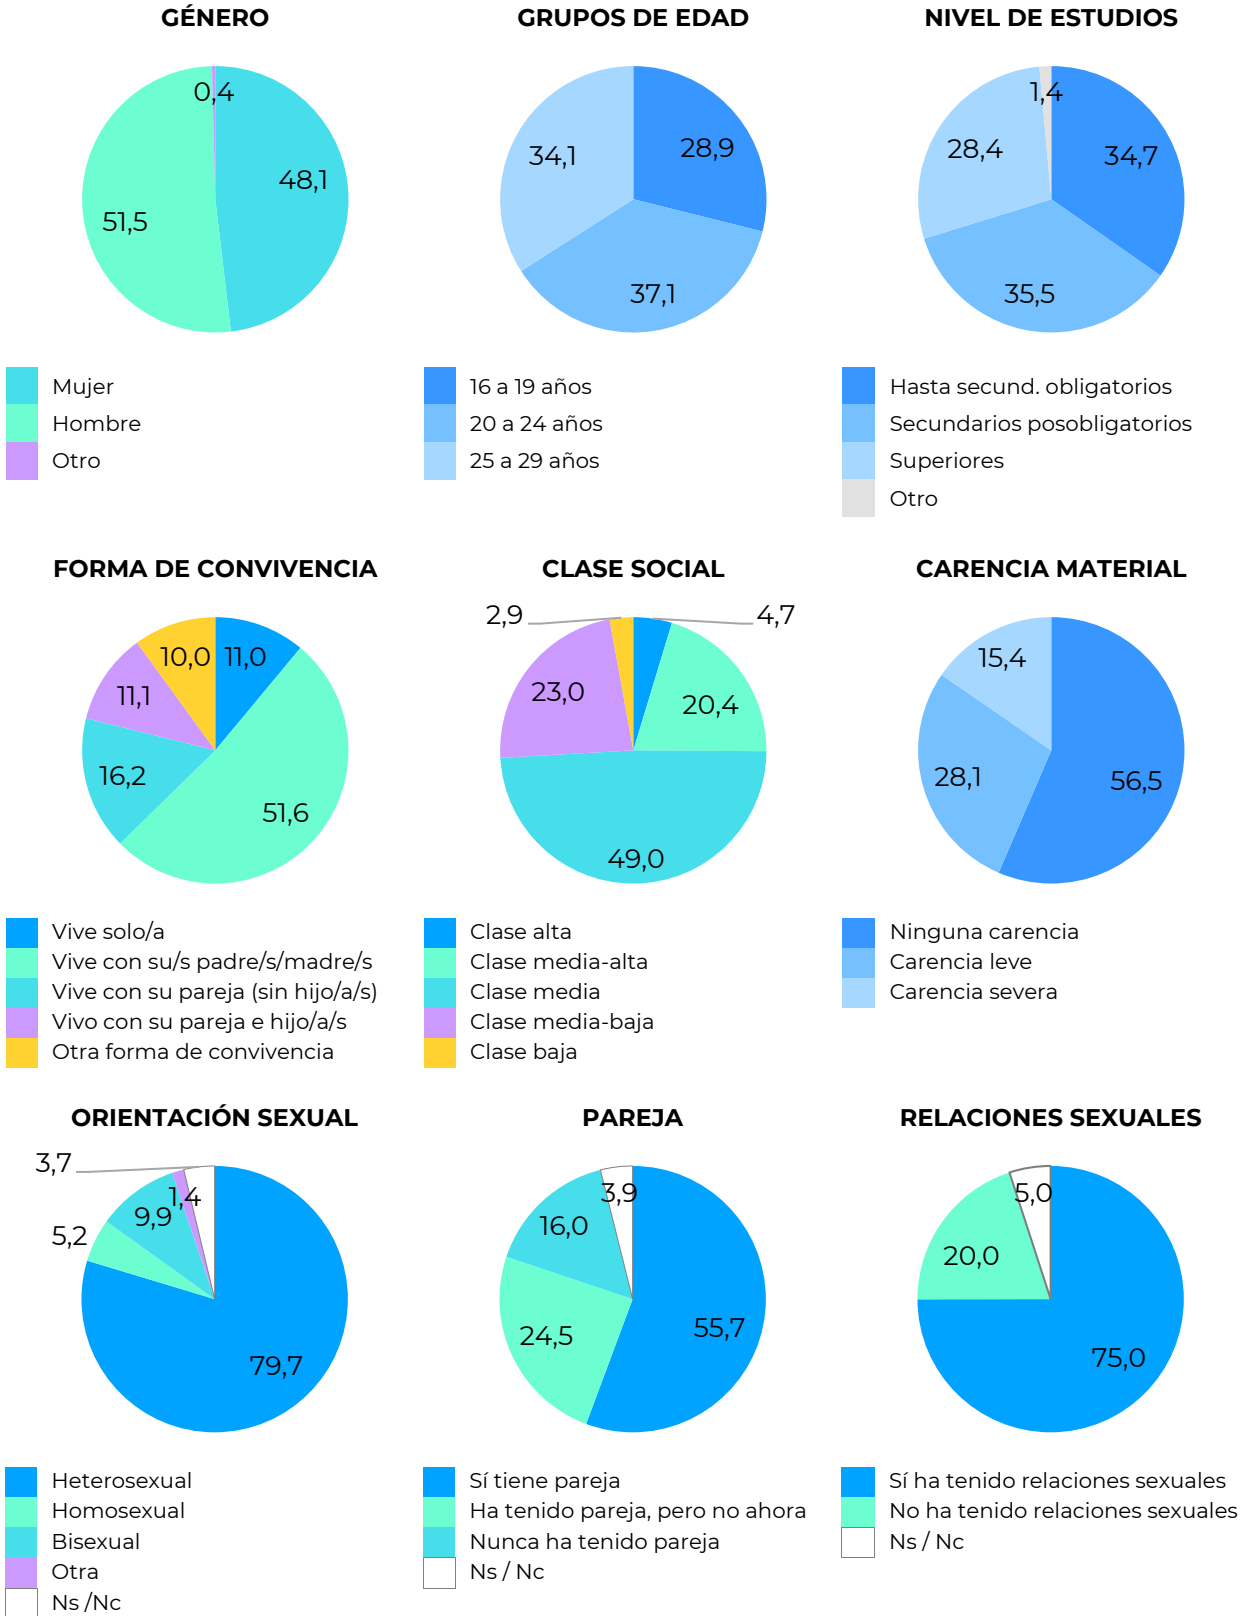 GÉNERO
0,4
48,1
51,5
Mujer
Hombre
Otro
GRUPOS DE EDAD
34,1
28,9
37,1
16 a 19 años
20 a 24 años
25 a 29 años
NIVEL DE ESTUDIOS
1,4
28,4
34,7
35,5
Hasta secund. obligatorios
Secundarios posobligatorios
Superiores
Otro
FORMA DE CONVIVENCIA
10,0
11,0
11,1
16,2
51,6
Vive solo/a
Vive con su/s padre/s/madre/s
Vive con su pareja (sin hijo/a/s)
Vivo con su pareja e hijo/a/s
Otra forma de convivencia
CLASE SOCIAL
2,9
4,7
23,0
20,4
49,0
Clase alta
Clase media-alta
Clase media
Clase media-baja
Clase baja
CARENCIA MATERIAL
15,4
28,1
56,5
Ninguna carencia
Carencia leve
Carencia severa
ORIENTACIÓN SEXUAL
3,7
1,4
9,9
5,2
79,7
Heterosexual
Homosexual
Bisexual
Otra
Ns /Nc
PAREJA
3,9
16,0
24,5
55,7
Sí tiene pareja
Ha tenido pareja, pero no ahora
Nunca ha tenido pareja
Ns / Nc
RELACIONES SEXUALES
5,0
20,0
75,0
Sí ha tenido relaciones sexuales
No ha tenido relaciones sexuales
Ns / Nc